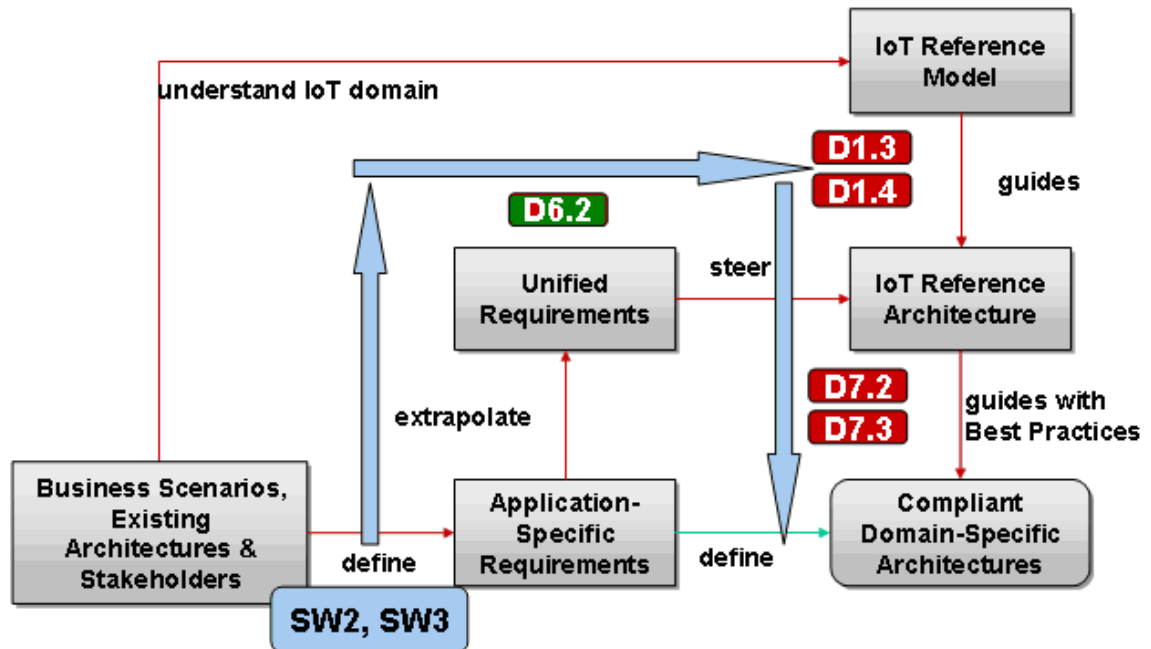 IoT Reference
Model
understand IoT domain
D1.3
D1.4
guides
D6.2
Unified
Requirements
steer
IoT Reference
Architecture
D7.2
D7.3
guides with
Best Practices
extrapolate
Business Scenarios,
Existing
Architectures &
Stakeholders
define
Application-
Specific
Requirements
define
Compliant
Domain-Specific
Architectures
SW2, SW3